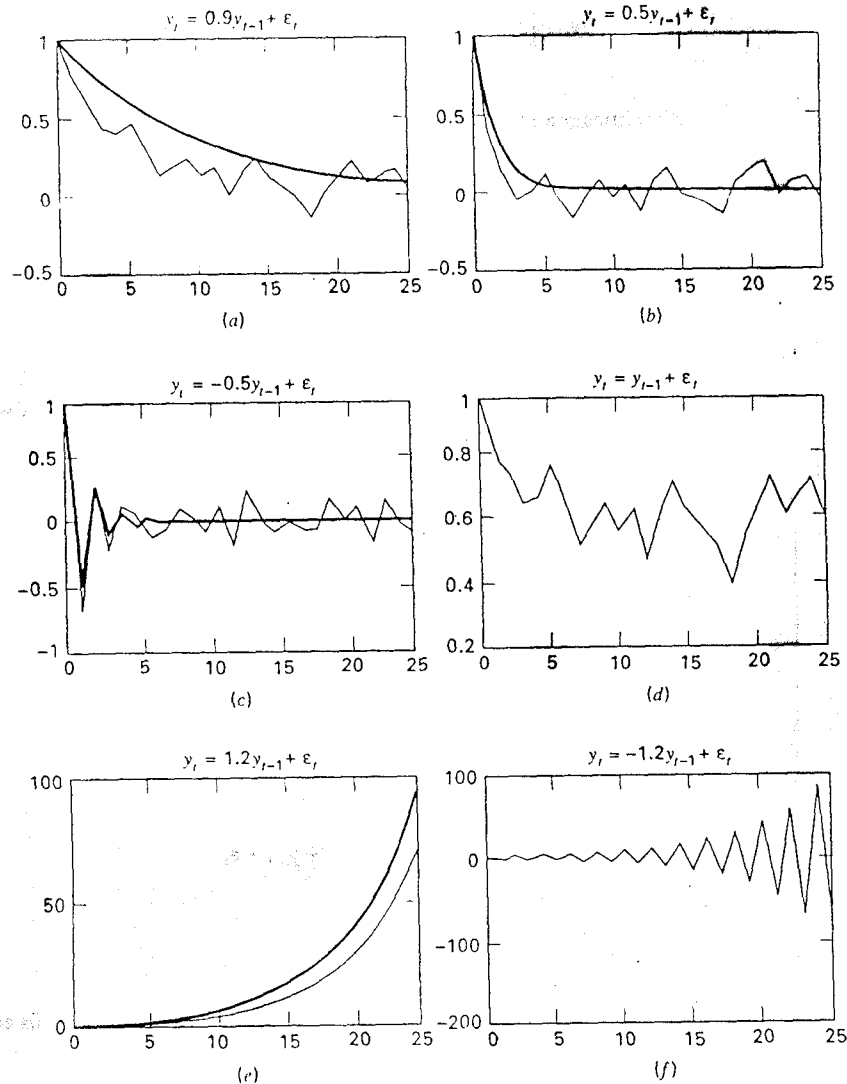 y_t = 0.9y_{t-1} + ε_t
y_t = 0.5y_{t-1} + ε_t
1
0.5
0
-0.5
0 5 10 15 20 25
(a)
1
0.5
0
-0.5
0 5 10 15 20 25
(b)
y_t = -0.5y_{t-1} + ε_t
y_t = y_{t-1} + ε_t
1
0.5
0
-0.5
-1
0 5 10 15 20 25
(c)
1
0.8
0.6
0.4
0.2
0 5 10 15 20 25
(d)
y_t = 1.2y_{t-1} + ε_t
y_t = -1.2y_{t-1} + ε_t
100
50
0
0 5 10 15 20 25
(e)
100
0
-100
-200
0 5 10 15 20 25
(f)